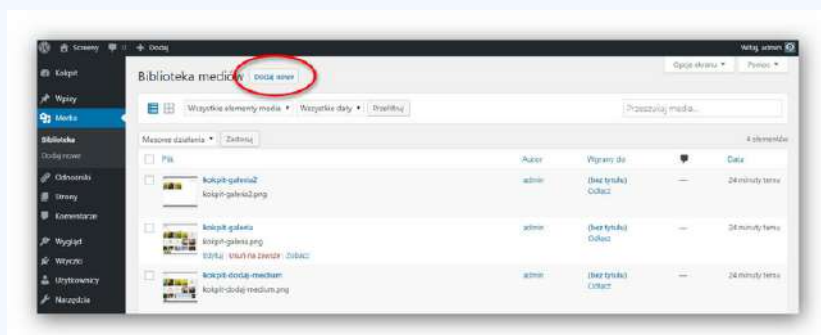 Screeny 0 + Dodaj
Witaj, admin
Kokpit
Wpisy
Media
Biblioteka
Dodaj nowe
Odnośniki
Strony
Komentarze
Wygląd
Wtyczki
Użytkownicy
Narzędzia
Opcje ekranu ▼ Pomoc ▼
Biblioteka mediów Dodaj nowe
Wszystkie elementy media ▼ Wszystkie daty ▼ Przefiltruj
Przeszukaj media...
Masowe działania ▼ Zastosuj
4 elementów
Plik Autor Wgrany do Data
kokpit-galeria2 admin (bez tytułu) — 24 minuty temu
kokpit-galeria2.png Odłącz
kokpit-galeria admin (bez tytułu) — 24 minuty temu
kokpit-galeria.png Odłącz
Edytuj | Usuń na zawsze | Zobacz
kokpit-dodaj-medium admin (bez tytułu) — 24 minuty temu
kokpit-dodaj-medium.png Odłącz